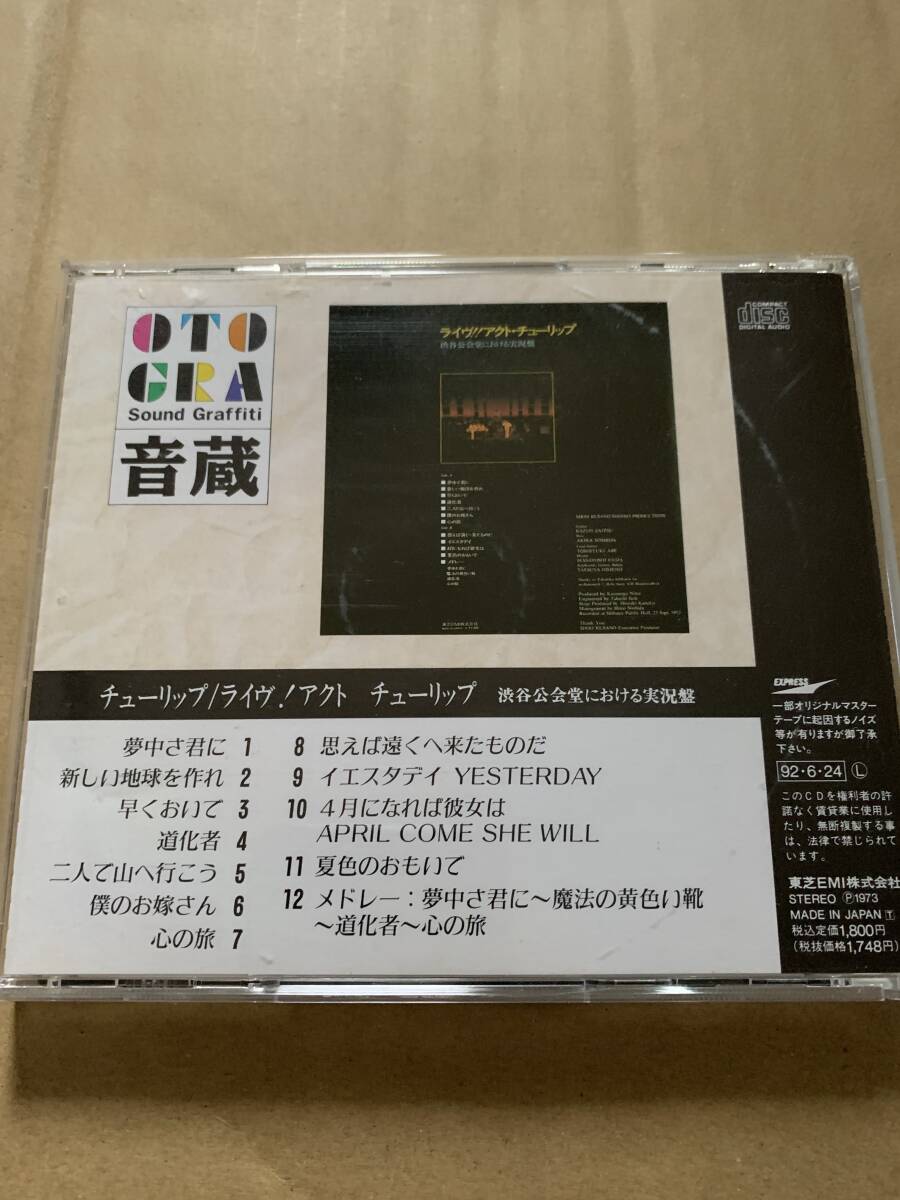 OTO
GRA
Sound Graffiti
音蔵
ライヴ!!アクト・チューリップ
渋谷公会堂における実況盤
COMPACT
disc
DIGITAL AUDIO
チューリップ/ライヴ!アクト チューリップ 渋谷公会堂における実況盤
夢中さ君に 1
新しい地球を作れ 2
早くおいで 3
道化者 4
二人で山へ行こう 5
僕のお嫁さん 6
心の旅 7
8 思えば遠くへ来たものだ
9 イエスタデイ YESTERDAY
10 4月になれば彼女は
APRIL COME SHE WILL
11 夏色のおもいで
12 メドレー:夢中さ君に〜魔法の黄色い靴
〜道化者〜心の旅
EXPRESS
一部オリジナルマスター
テープに起因するノイズ
等が有りますが御了承
下さい。
92・6・24 Ⓛ
このCDを権利者の許
諾なく賃貸業に使用し
たり、無断複製する事
は、法律で禁じられて
います。
東芝EMI株式会社
STEREO Ⓟ1973
MADE IN JAPAN T
税込定価1,800円
(税抜価格1,748円)